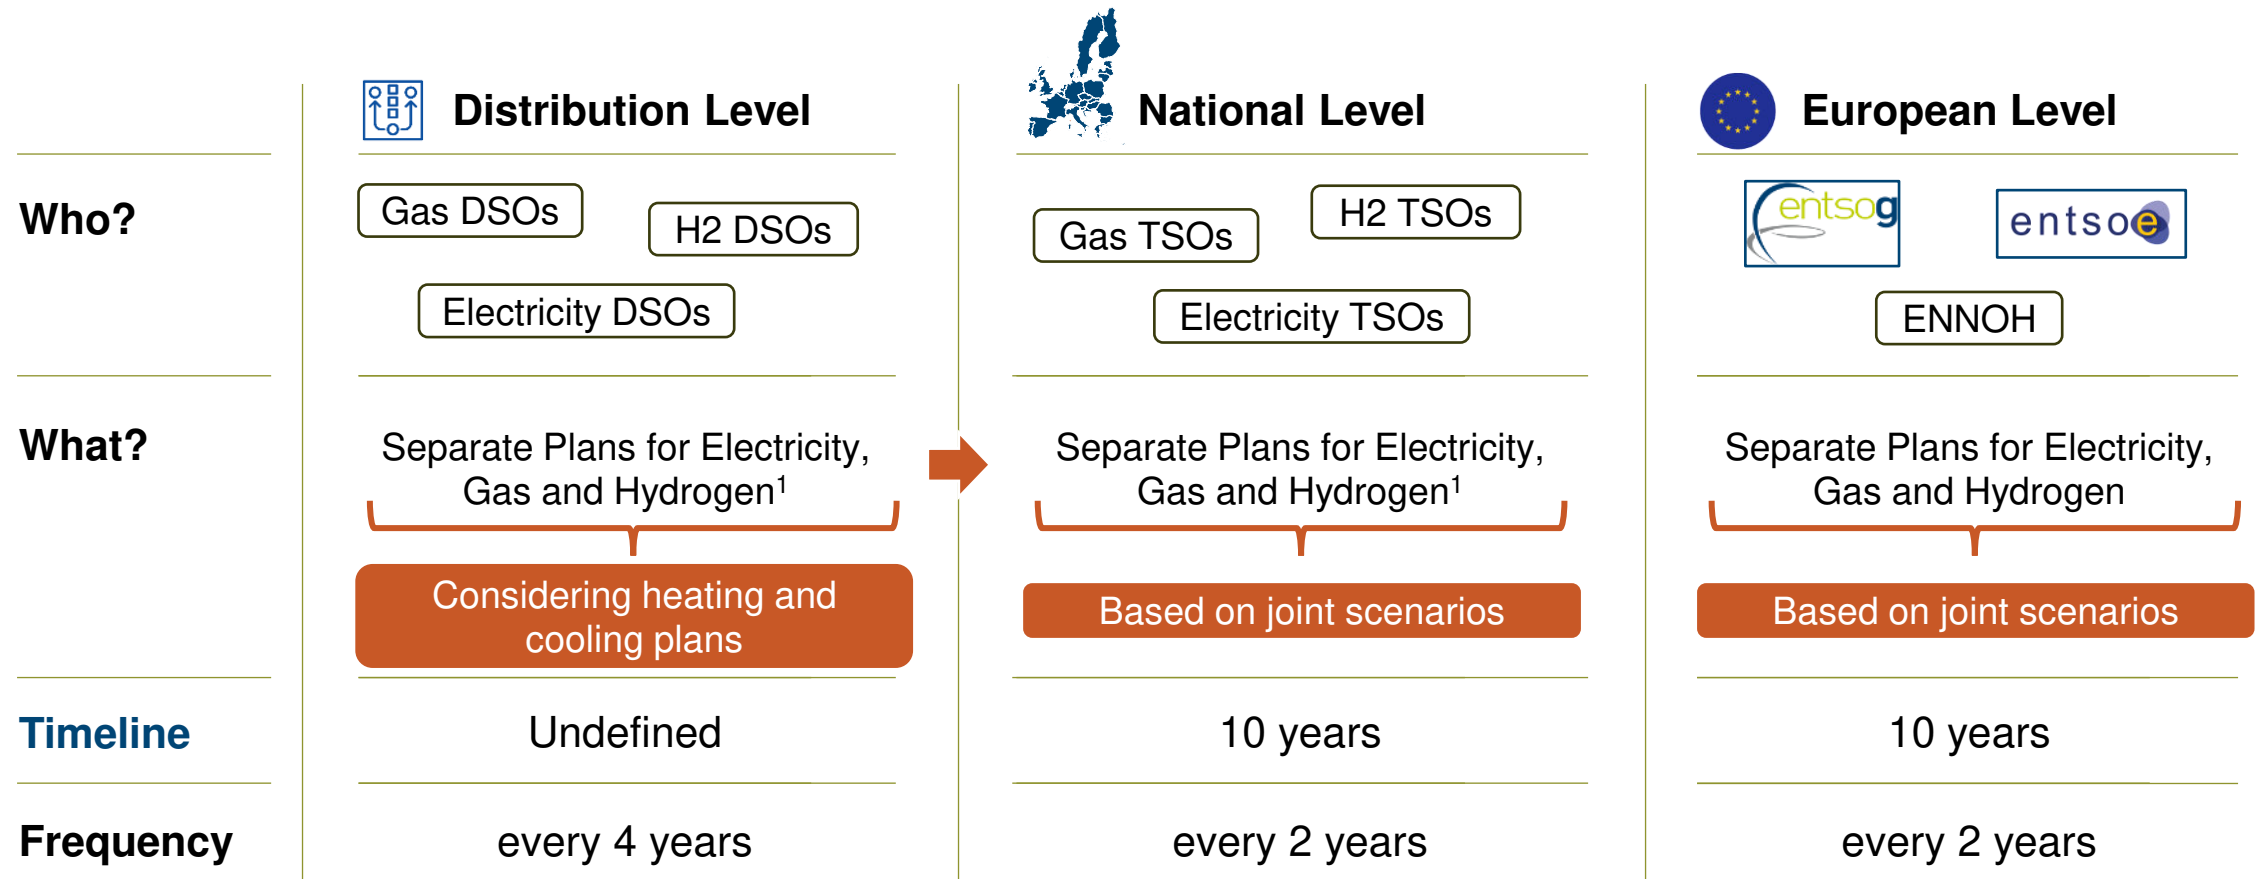 Distribution Level
National Level
European Level
Who?
Gas DSOs
H2 DSOs
Electricity DSOs
Gas TSOs
H2 TSOs
Electricity TSOs
entsog
entsoe
ENNOH
What?
Separate Plans for Electricity,
Gas and Hydrogen¹
Considering heating and
cooling plans
Separate Plans for Electricity,
Gas and Hydrogen¹
Based on joint scenarios
Separate Plans for Electricity,
Gas and Hydrogen
Based on joint scenarios
Timeline
Undefined
10 years
10 years
Frequency
every 4 years
every 2 years
every 2 years